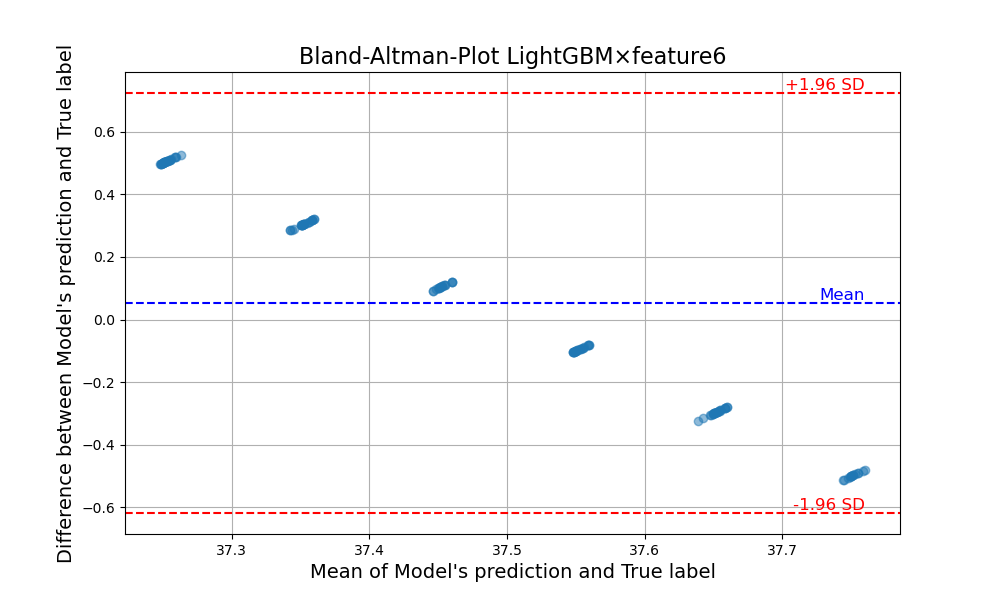 Bland-Altman-Plot LightGBM×feature6
Difference between Model's prediction and True label
0.6
0.4
0.2
0.0
−0.2
−0.4
−0.6
+1.96 SD
Mean
-1.96 SD
37.3
37.4
37.5
37.6
37.7
Mean of Model's prediction and True label